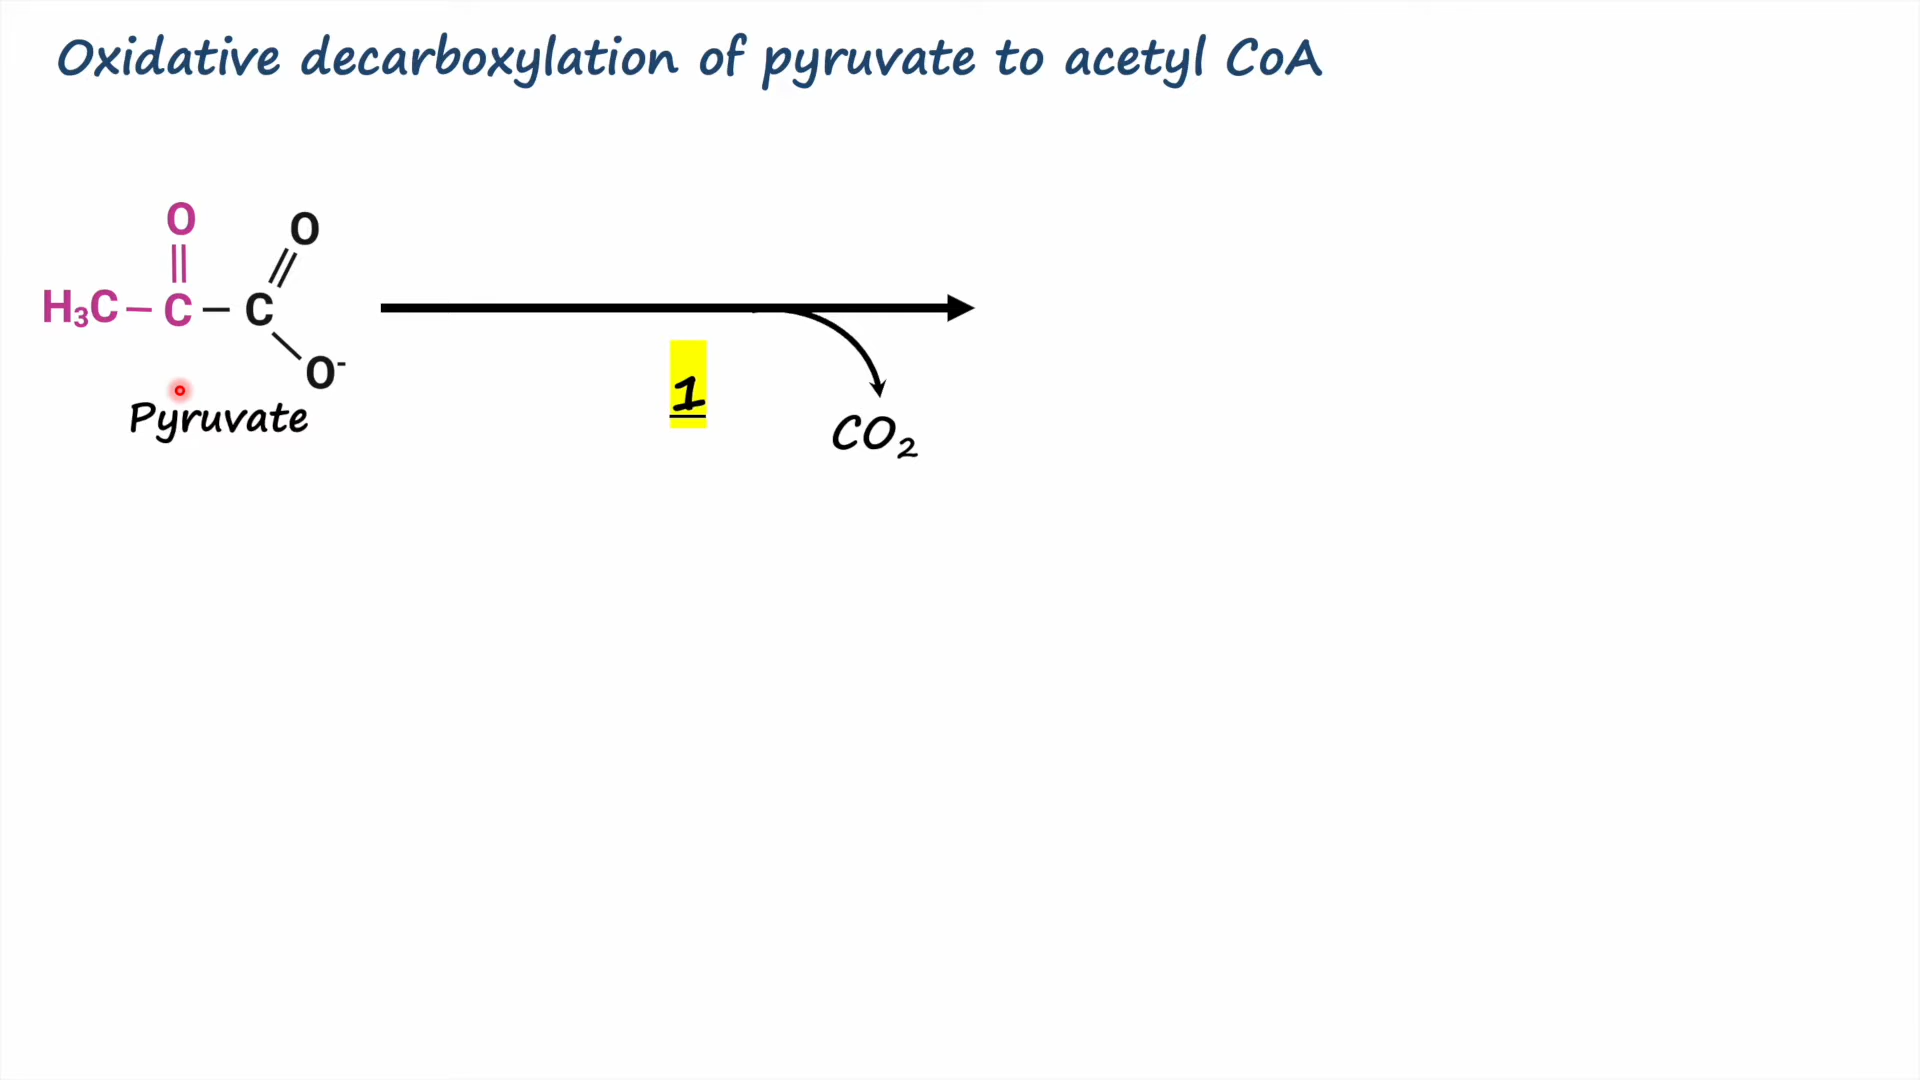 Oxidative decarboxylation of pyruvate to acetyl CoA
O
O
H₃C – C – C
O⁻
1
Pyruvate
CO₂